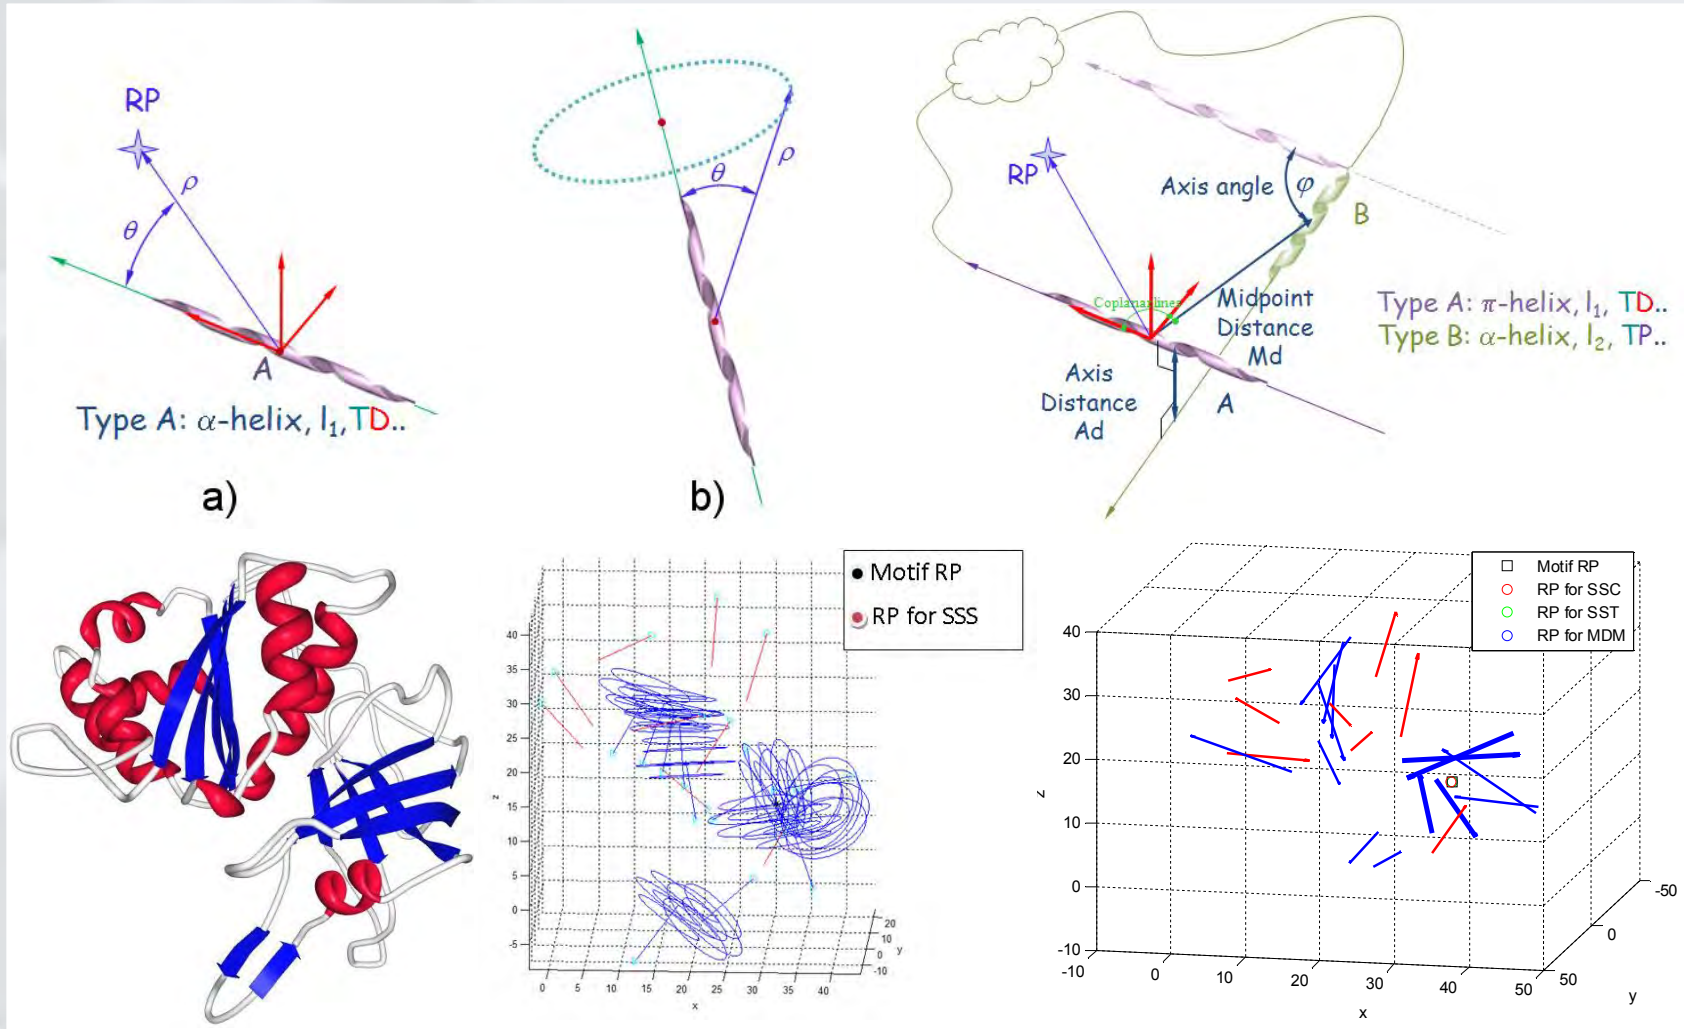 RP
ρ
θ
A
Type A: α-helix, l1,TD..
a)
θ
ρ
b)
RP
Axis angle
φ
B
Coplanar lines
Midpoint
Distance
Md
Axis
Distance
Ad
A
Type A: π-helix, l1, TD..
Type B: α-helix, l2, TP..
Motif RP
RP for SSS
40
35
30
25
20
15
10
5
0
-5
z
0
5
10
15
20
25
30
35
40
x
20
10
0
-10
y
Motif RP
RP for SSC
RP for SST
RP for MDM
40
30
20
10
0
-10
z
-10
0
10
20
30
40
50
x
50
0
-50
y